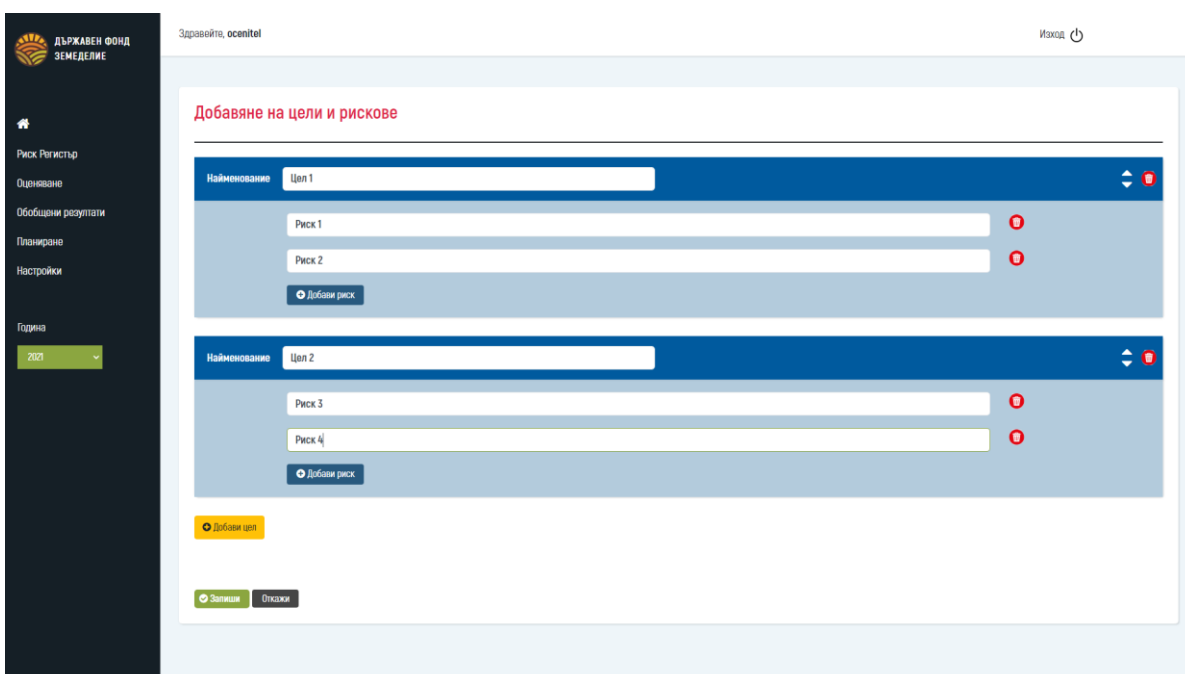 ДЪРЖАВЕН ФОНД
ЗЕМЕДЕЛИЕ
Здравейте, ocenitel
Изход
Риск Регистър
Оценяване
Обобщени резултати
Планиране
Настройки
Година
2021
Добавяне на цели и рискове
Найменование Цел 1
Риск 1
Риск 2
Добави риск
Найменование Цел 2
Риск 3
Риск 4
Добави риск
Добави цел
Запиши Откажи